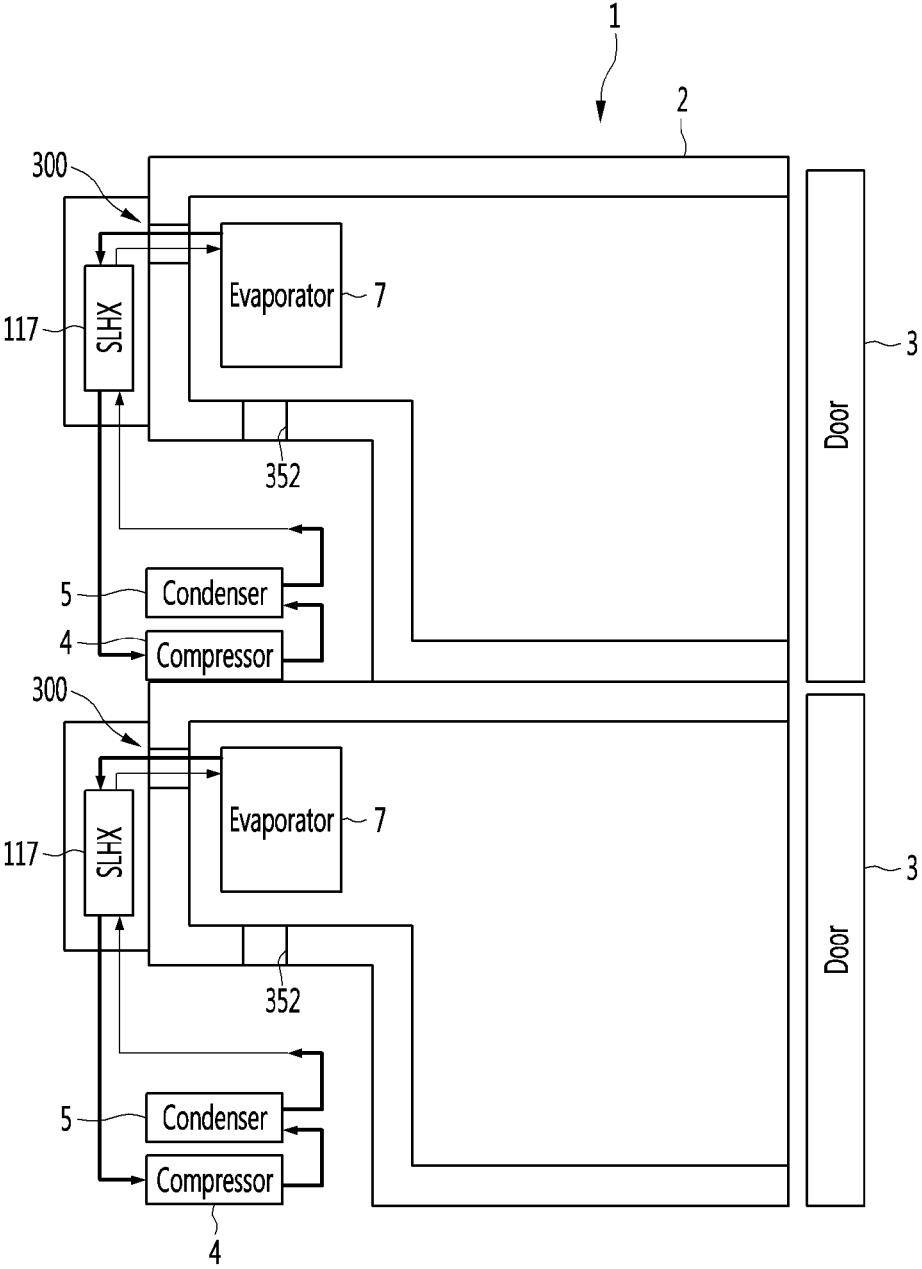 1
2
300
Evaporator
7
117
SLHX
3
Door
352
5
Condenser
4
Compressor
300
Evaporator
7
117
SLHX
3
Door
352
5
Condenser
Compressor
4